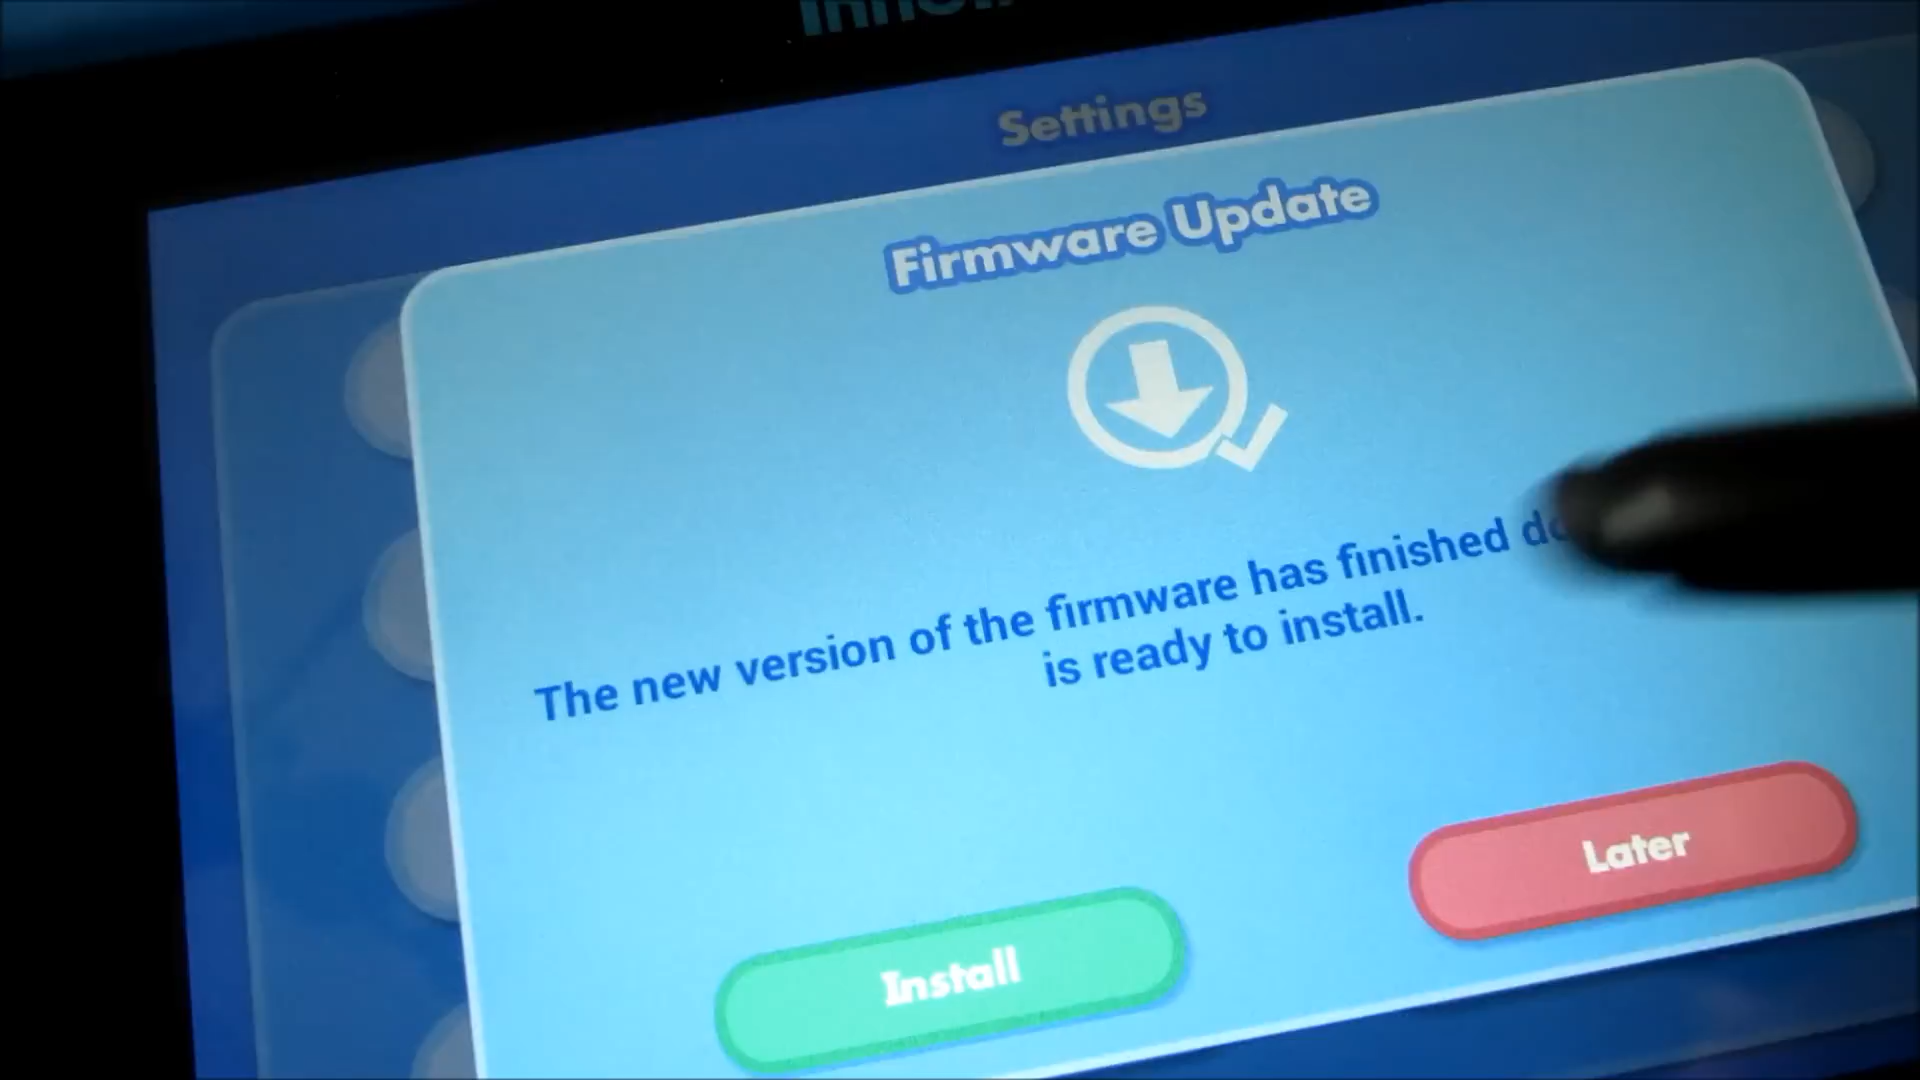 Settings
Firmware Update
The new version of the firmware has finished
is ready to install.
Install
Later